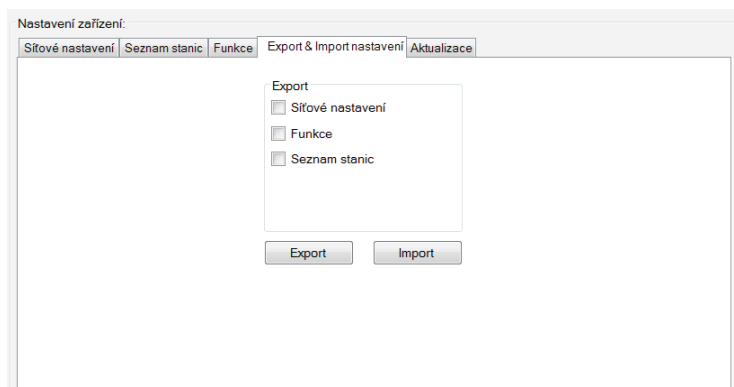 Nastavení zařízení:
Síťové nastavení Seznam stanic Funkce Export & Import nastavení Aktualizace
Export
Síťové nastavení
Funkce
Seznam stanic
Export Import